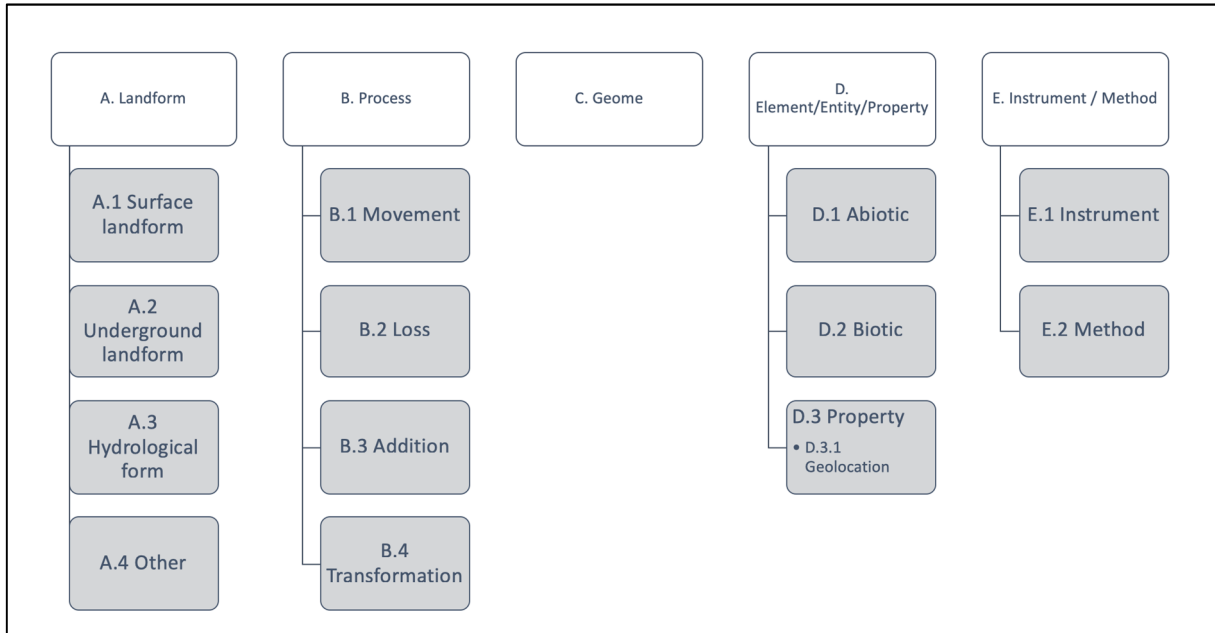 A. Landform
A.1 Surface
landform
A.2
Underground
landform
A.3
Hydrological
form
A.4 Other
B. Process
B.1 Movement
B.2 Loss
B.3 Addition
B.4
Transformation
C. Geome
D.
Element/Entity/Property
D.1 Abiotic
D.2 Biotic
D.3 Property
• D.3.1
Geolocation
E. Instrument / Method
E.1 Instrument
E.2 Method